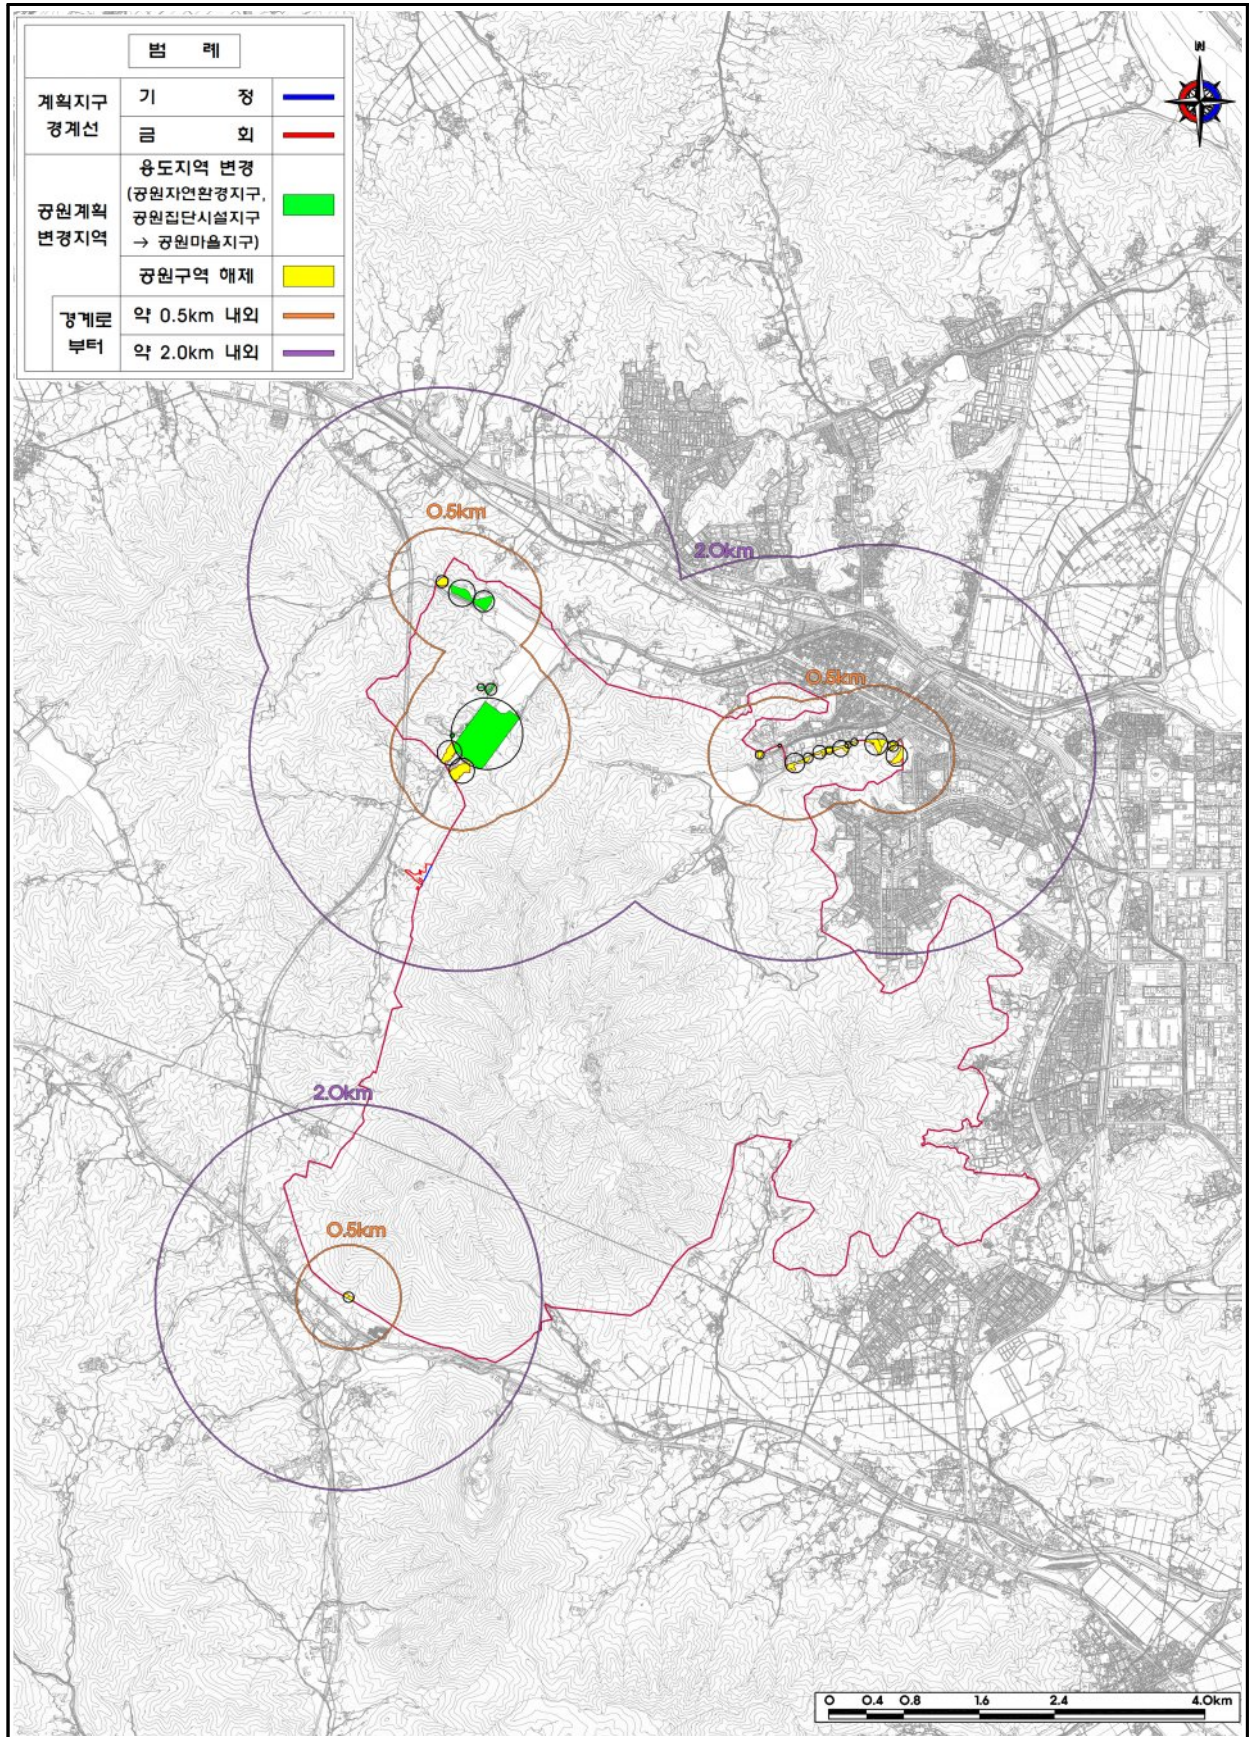 범 례
계획지구
경계선
기 정
금 회
공원계획
변경지역
용도지역 변경
(공원자연환경지구,
공원집단시설지구
→ 공원마을지구)
공원구역 해제
경계로
부터
약 0.5km 내외
약 2.0km 내외
N
0.5km
2.0km
0.5km
2.0km
0.5km
0 0.4 0.8 1.6 2.4 4.0km